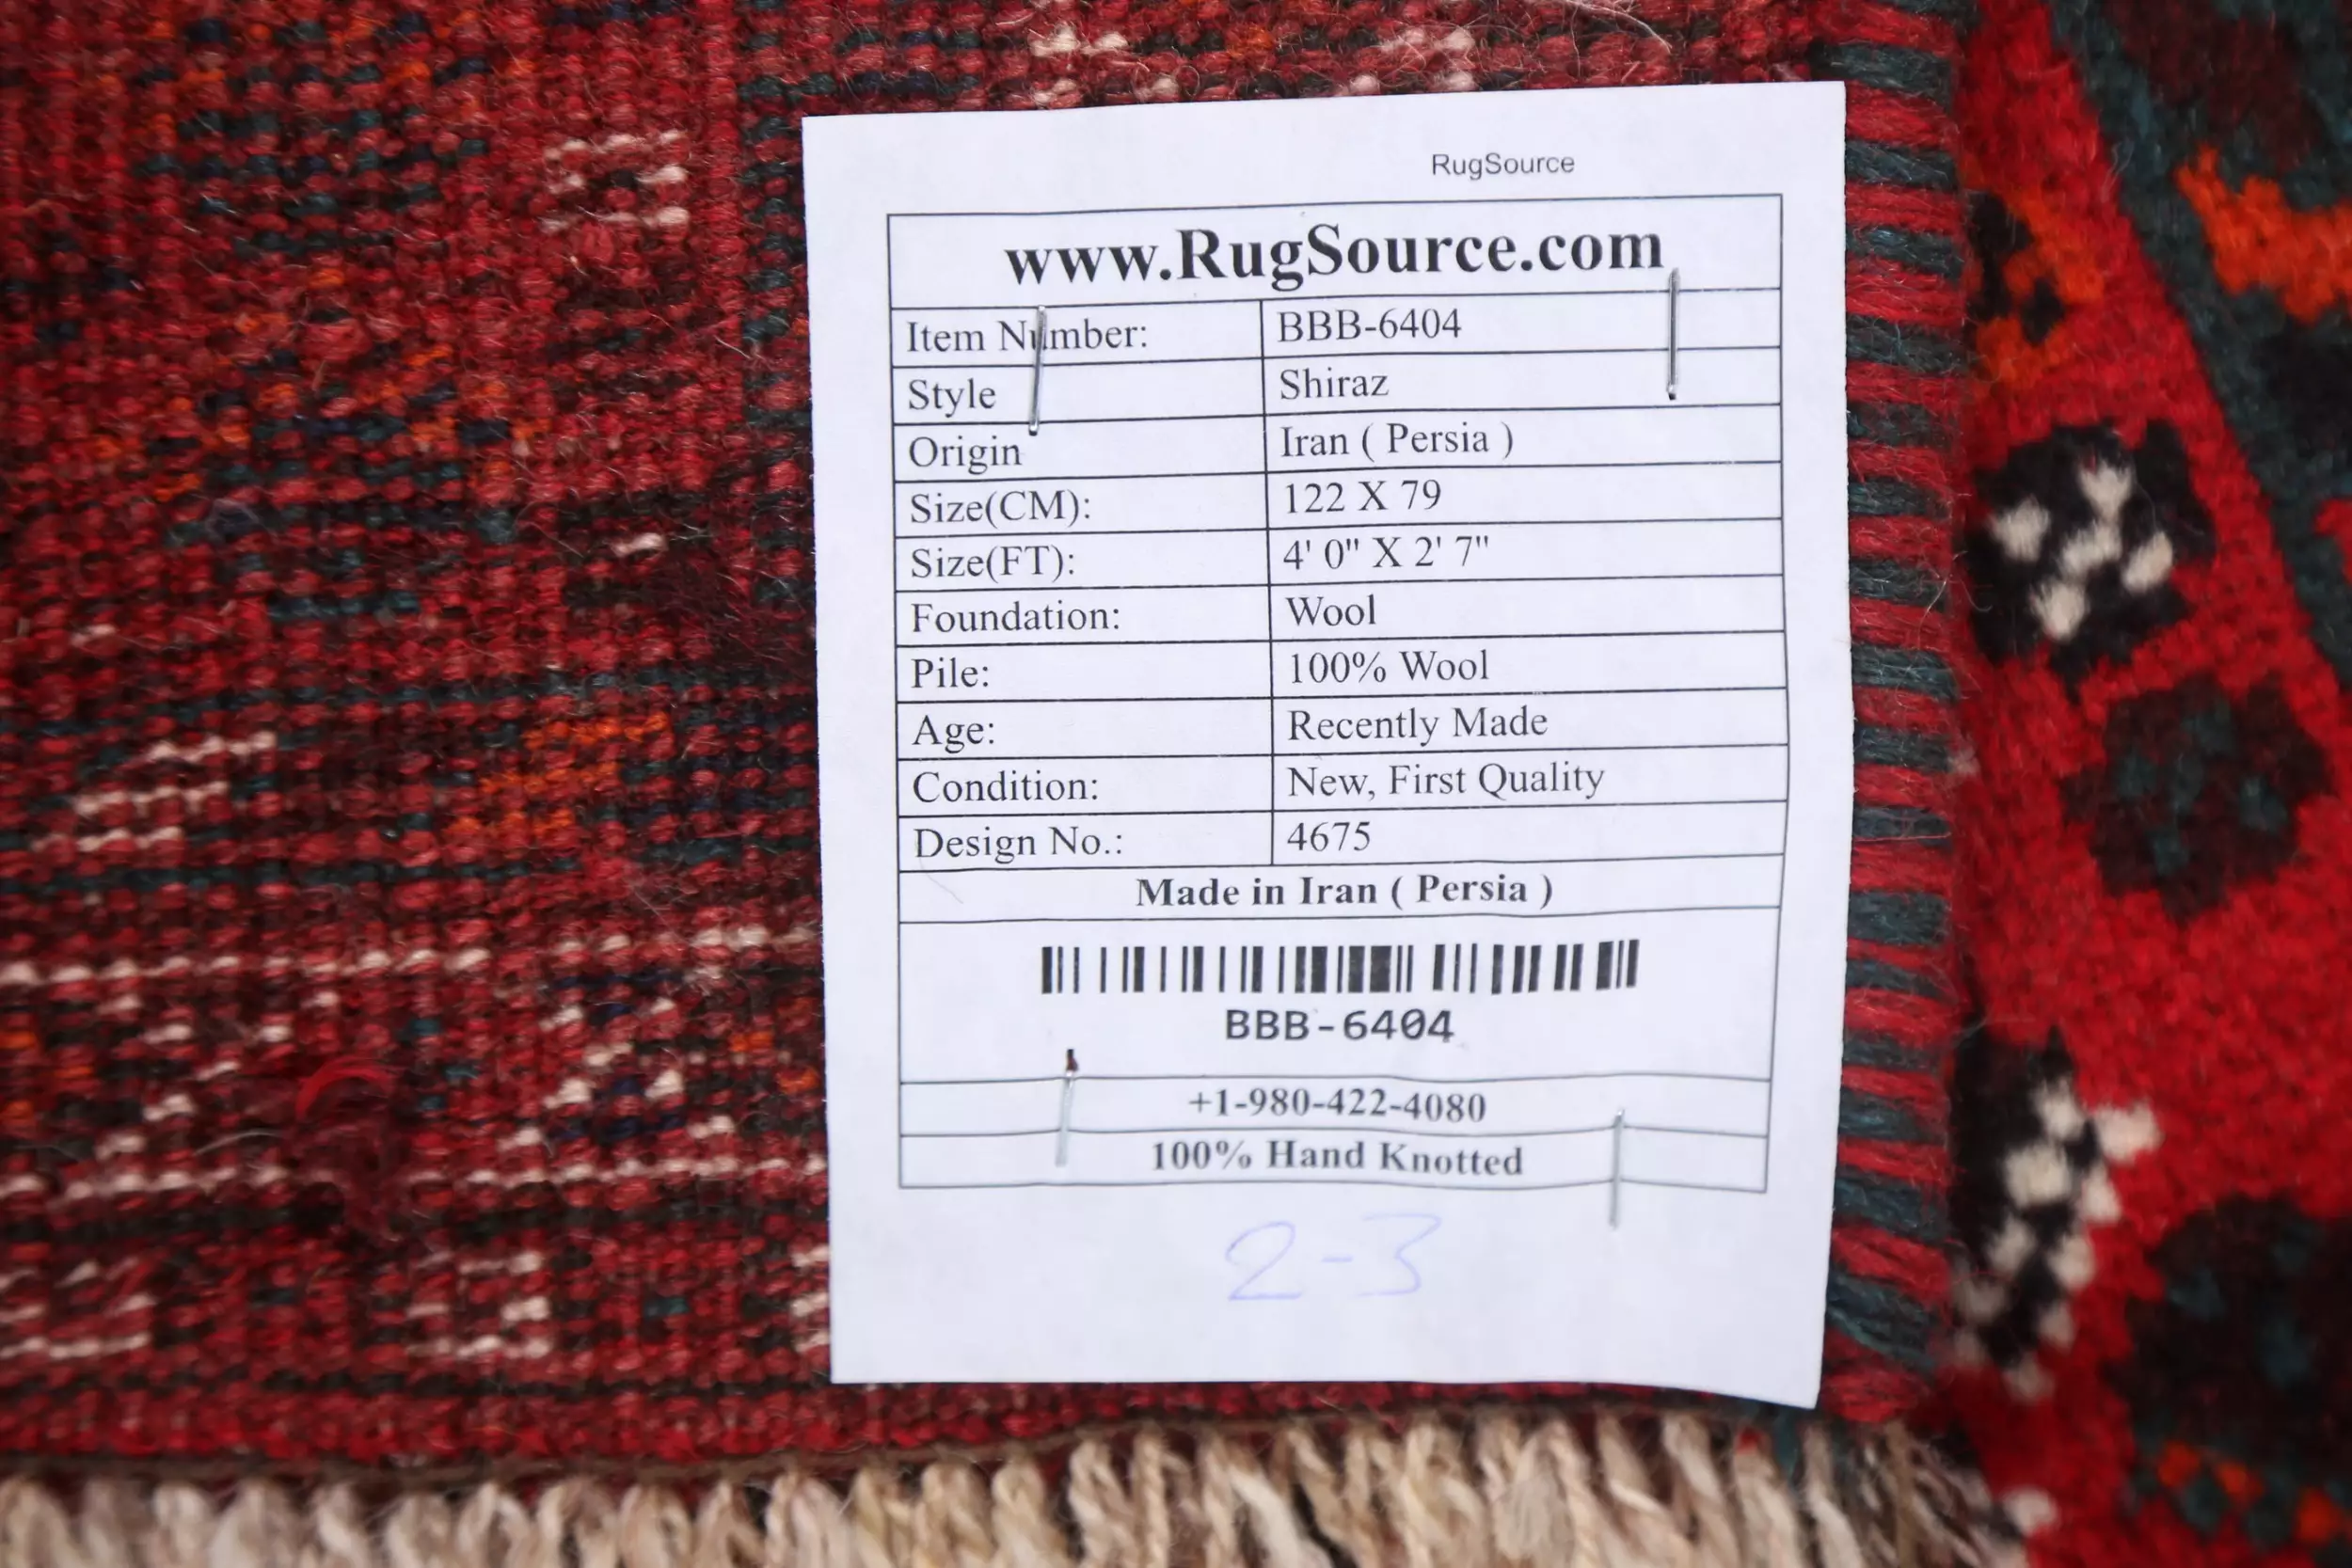 RugSource
www.RugSource.com
Item Number: BBB-6404
Style Shiraz
Origin Iran ( Persia )
Size(CM): 122 X 79
Size(FT): 4' 0" X 2' 7"
Foundation: Wool
Pile: 100% Wool
Age: Recently Made
Condition: New, First Quality
Design No.: 4675
Made in Iran ( Persia )
BBB-6404
+1-980-422-4080
100% Hand Knotted
2-3